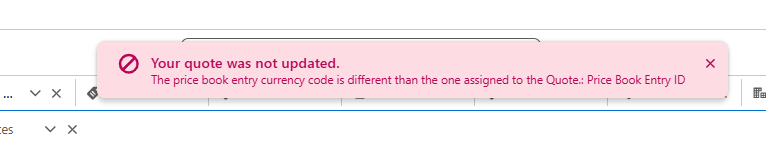 Your quote was not updated.
The price book entry currency code is different than the one assigned to the Quote.: Price Book Entry ID
...
tes